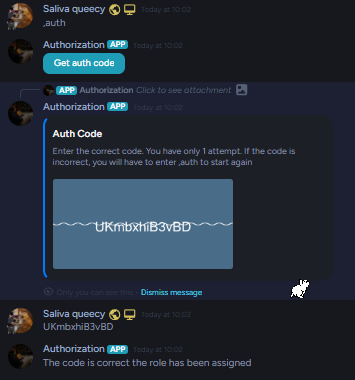 Saliva queecy Today at 10:02
,auth
Authorization APP Today at 10:02
Get auth code
APP Authorization Click to see attachment
Authorization APP Today at 10:02
Auth Code
Enter the correct code. You have only 1 attempt. If the code is
incorrect, you will have to enter ,auth to start again
UKmbxhiB3vBD
Only you can see this • Dismiss message
Saliva queecy Today at 10:02
UKmbxhiB3vBD
Authorization APP Today at 10:02
The code is correct the role has been assigned